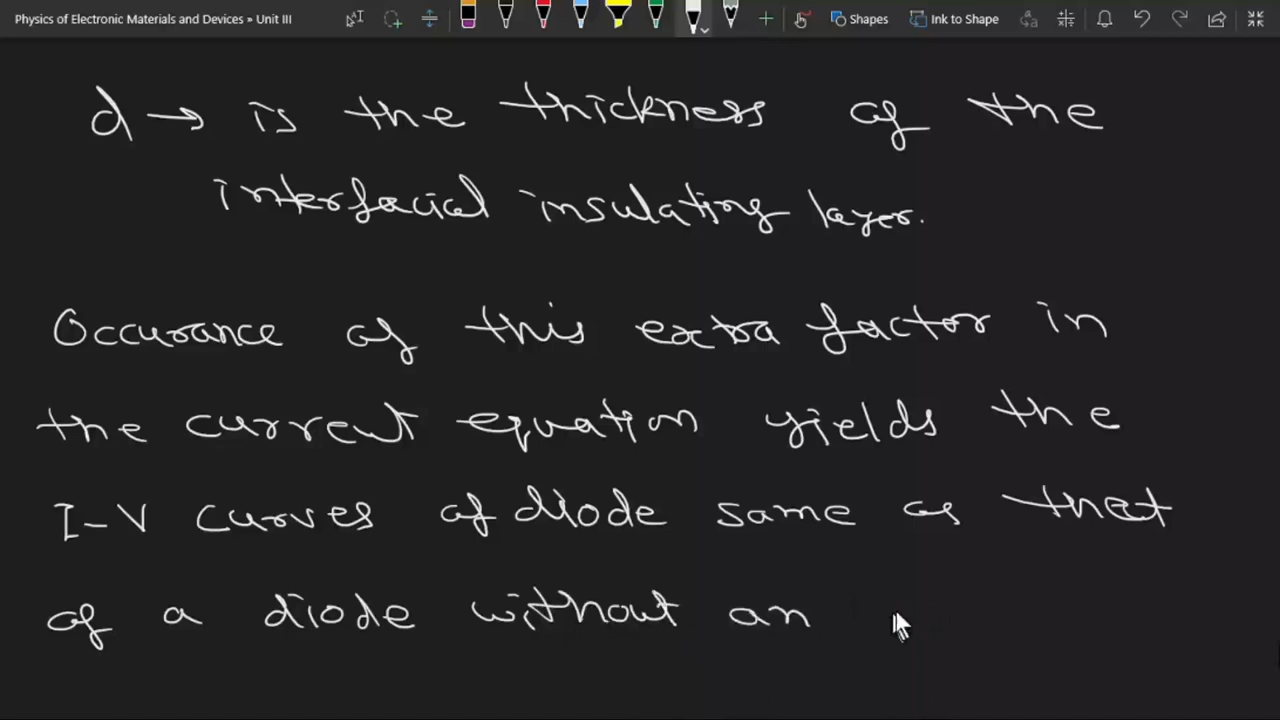 Physics of Electronic Materials and Devices » Unit III
Shapes
Ink to Shape
d → is the thickness of the
interfacial insulating layer.
Occurance of this extra factor in
the current equation yields the
I-V curves of diode same as that
of a diode without an